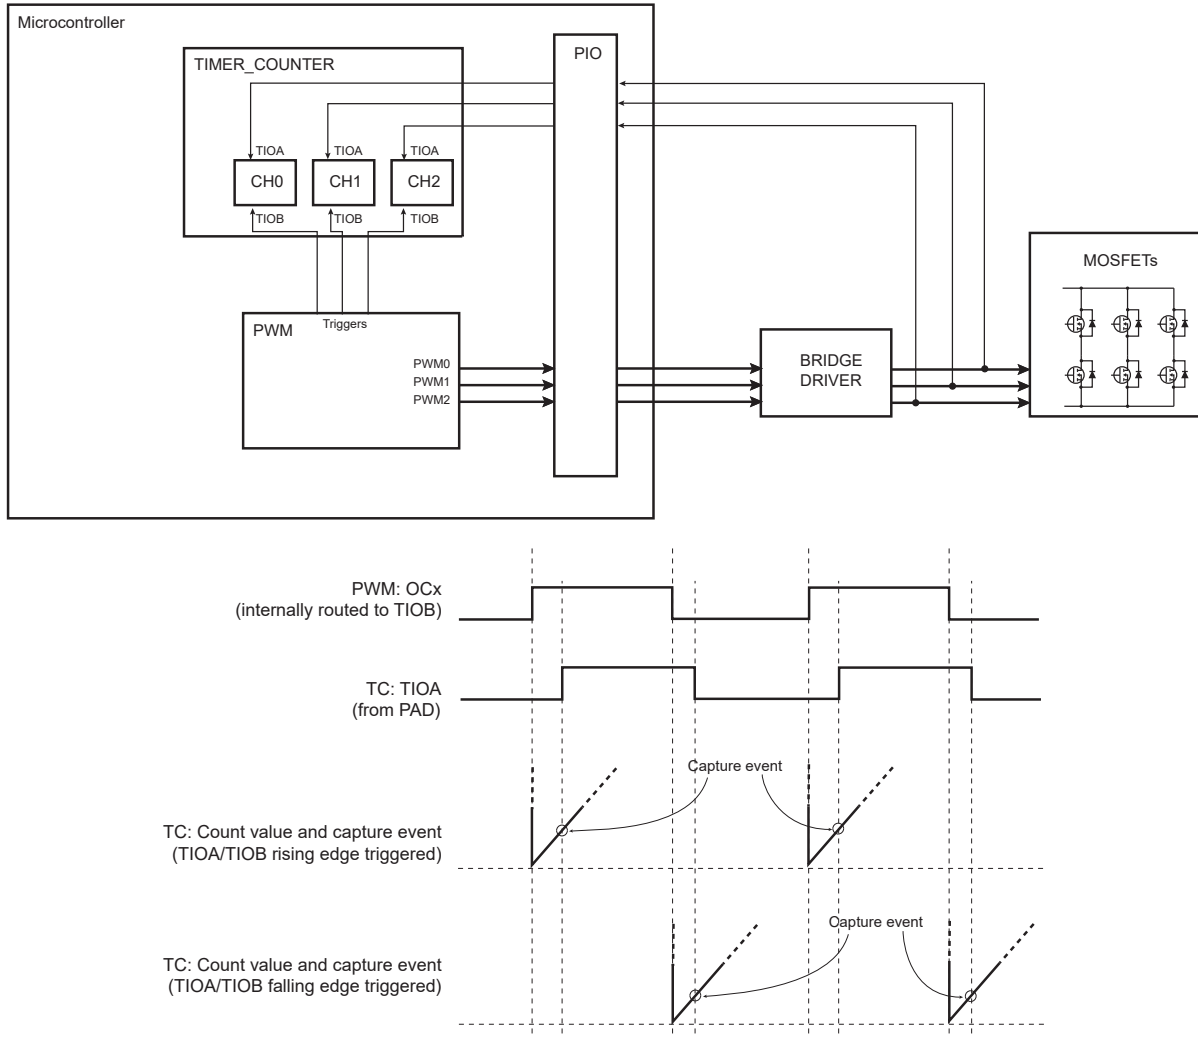 Microcontroller
PIO
TIMER_COUNTER
TIOA
TIOA
TIOA
CH0
CH1
CH2
TIOB
TIOB
TIOB
MOSFETs
Triggers
PWM
BRIDGE
DRIVER
PWM0
PWM1
PWM2
PWM: OCx
(internally routed to TIOB)
TC: TIOA
(from PAD)
Capture event
TC: Count value and capture event
(TIOA/TIOB rising edge triggered)
Capture event
TC: Count value and capture event
(TIOA/TIOB falling edge triggered)